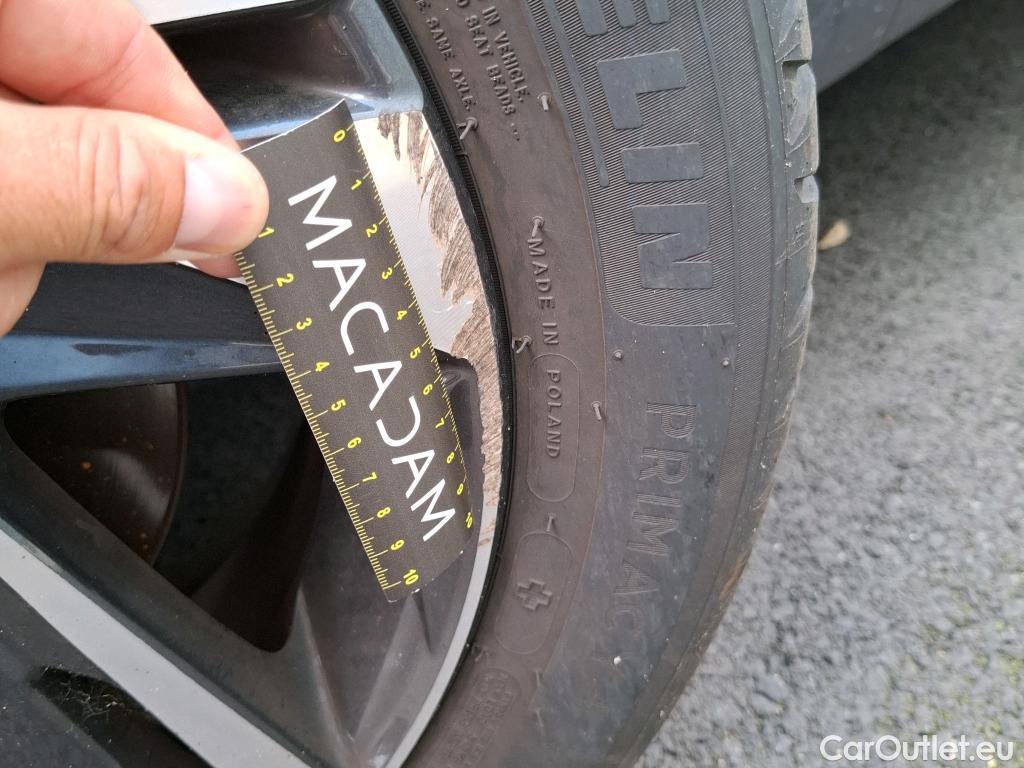 IN VEHICLE.
SEAT BEADS ...
SAME AXLE.
ELIN
MADE IN
POLAND
PRIMAC
0 1 2 3 4 5 6 7 8 9 10
MACADAM
1 2 3 4 5 6 7 8 9 10
CarOutlet.eu